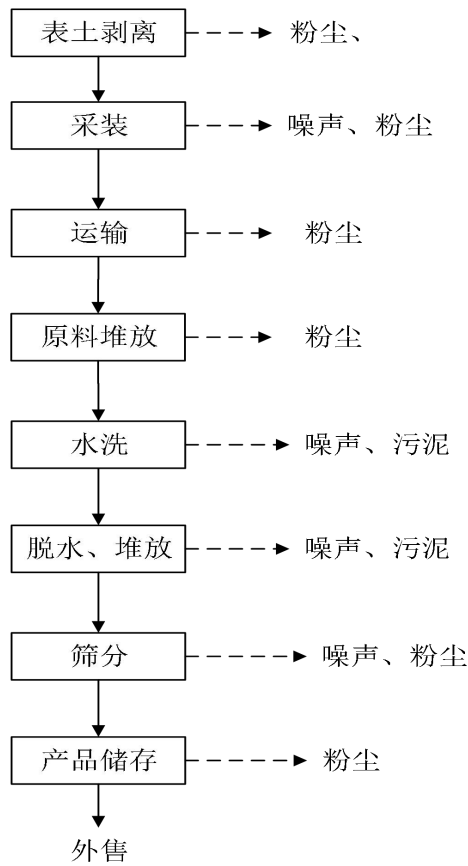 表土剥离 粉尘、
采装 噪声、粉尘
运输 粉尘
原料堆放 粉尘
水洗 噪声、污泥
脱水、堆放 噪声、污泥
筛分 噪声、粉尘
产品储存 粉尘
外售